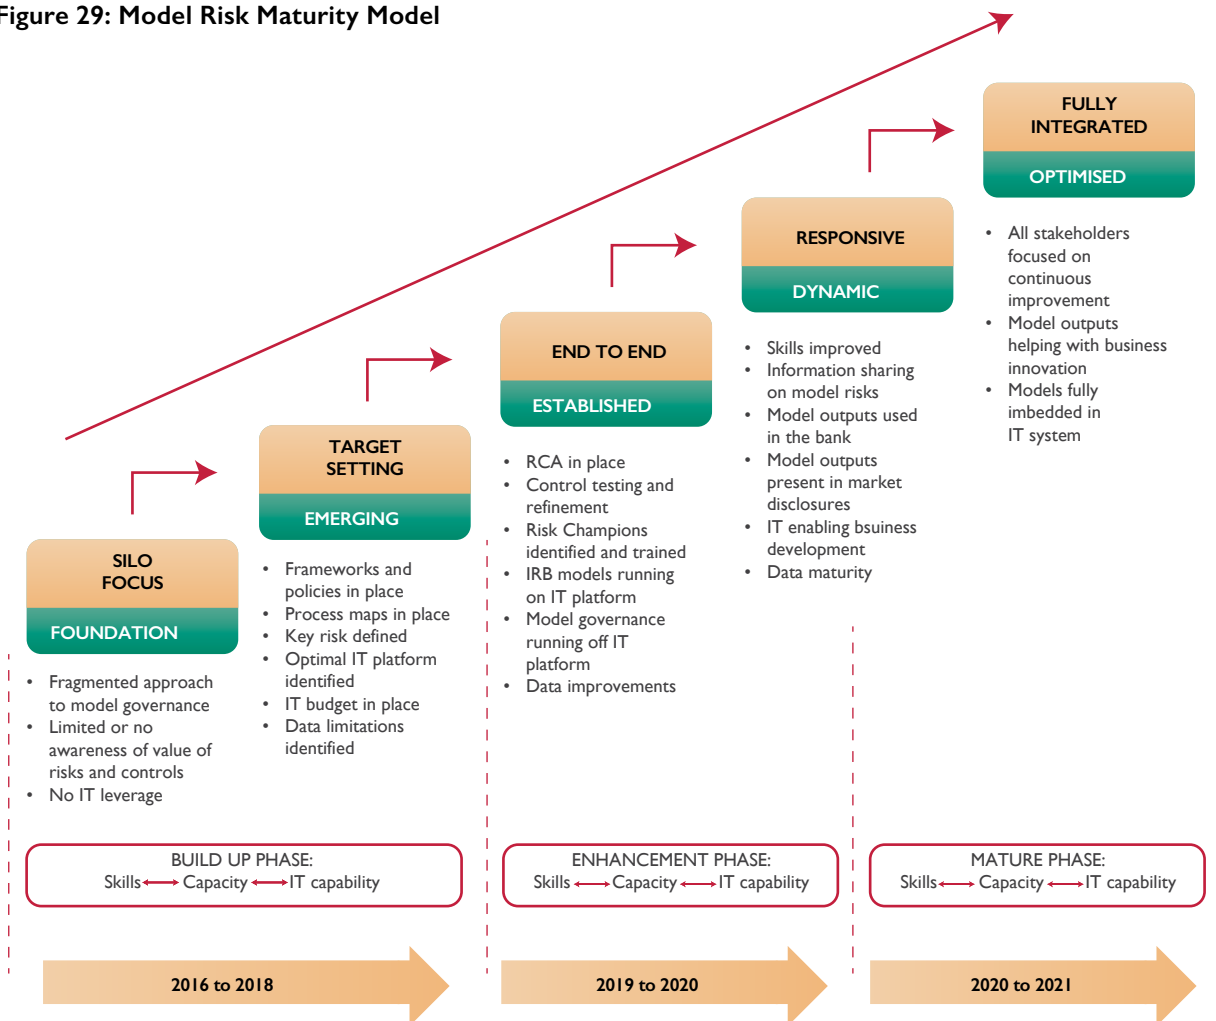 Figure 29: Model Risk Maturity Model
FULLY
INTEGRATED
OPTIMISED
• All stakeholders
focused on
continuous
improvement
• Model outputs
helping with business
innovation
• Models fully
imbedded in
IT system
RESPONSIVE
DYNAMIC
• Skills improved
• Information sharing
on model risks
• Model outputs used
in the bank
• Model outputs
present in market
disclosures
• IT enabling bsuiness
development
• Data maturity
END TO END
ESTABLISHED
• RCA in place
• Control testing and
refinement
• Risk Champions
identified and trained
• IRB models running
on IT platform
• Model governance
running off IT
platform
• Data improvements
TARGET
SETTING
EMERGING
• Frameworks and
policies in place
• Process maps in place
• Key risk defined
• Optimal IT platform
identified
• IT budget in place
• Data limitations
identified
SILO
FOCUS
FOUNDATION
• Fragmented approach
to model governance
• Limited or no
awareness of value of
risks and controls
• No IT leverage
BUILD UP PHASE:
Skills Capacity IT capability
ENHANCEMENT PHASE:
Skills Capacity IT capability
MATURE PHASE:
Skills Capacity IT capability
2016 to 2018
2019 to 2020
2020 to 2021